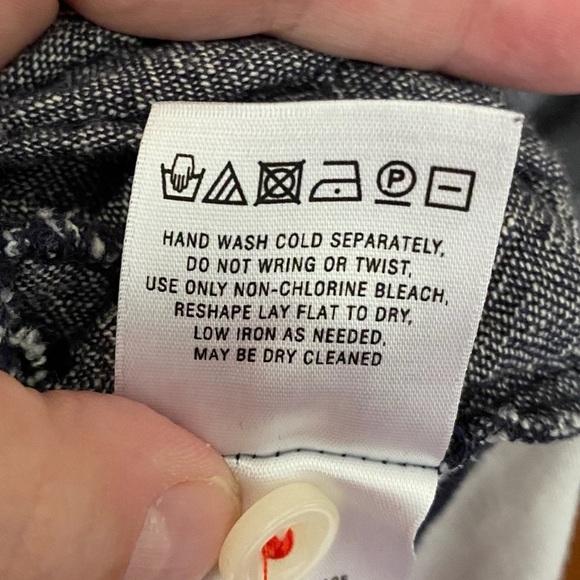 P
HAND WASH COLD SEPARATELY,
DO NOT WRING OR TWIST,
USE ONLY NON-CHLORINE BLEACH,
RESHAPE LAY FLAT TO DRY,
LOW IRON AS NEEDED,
MAY BE DRY CLEANED